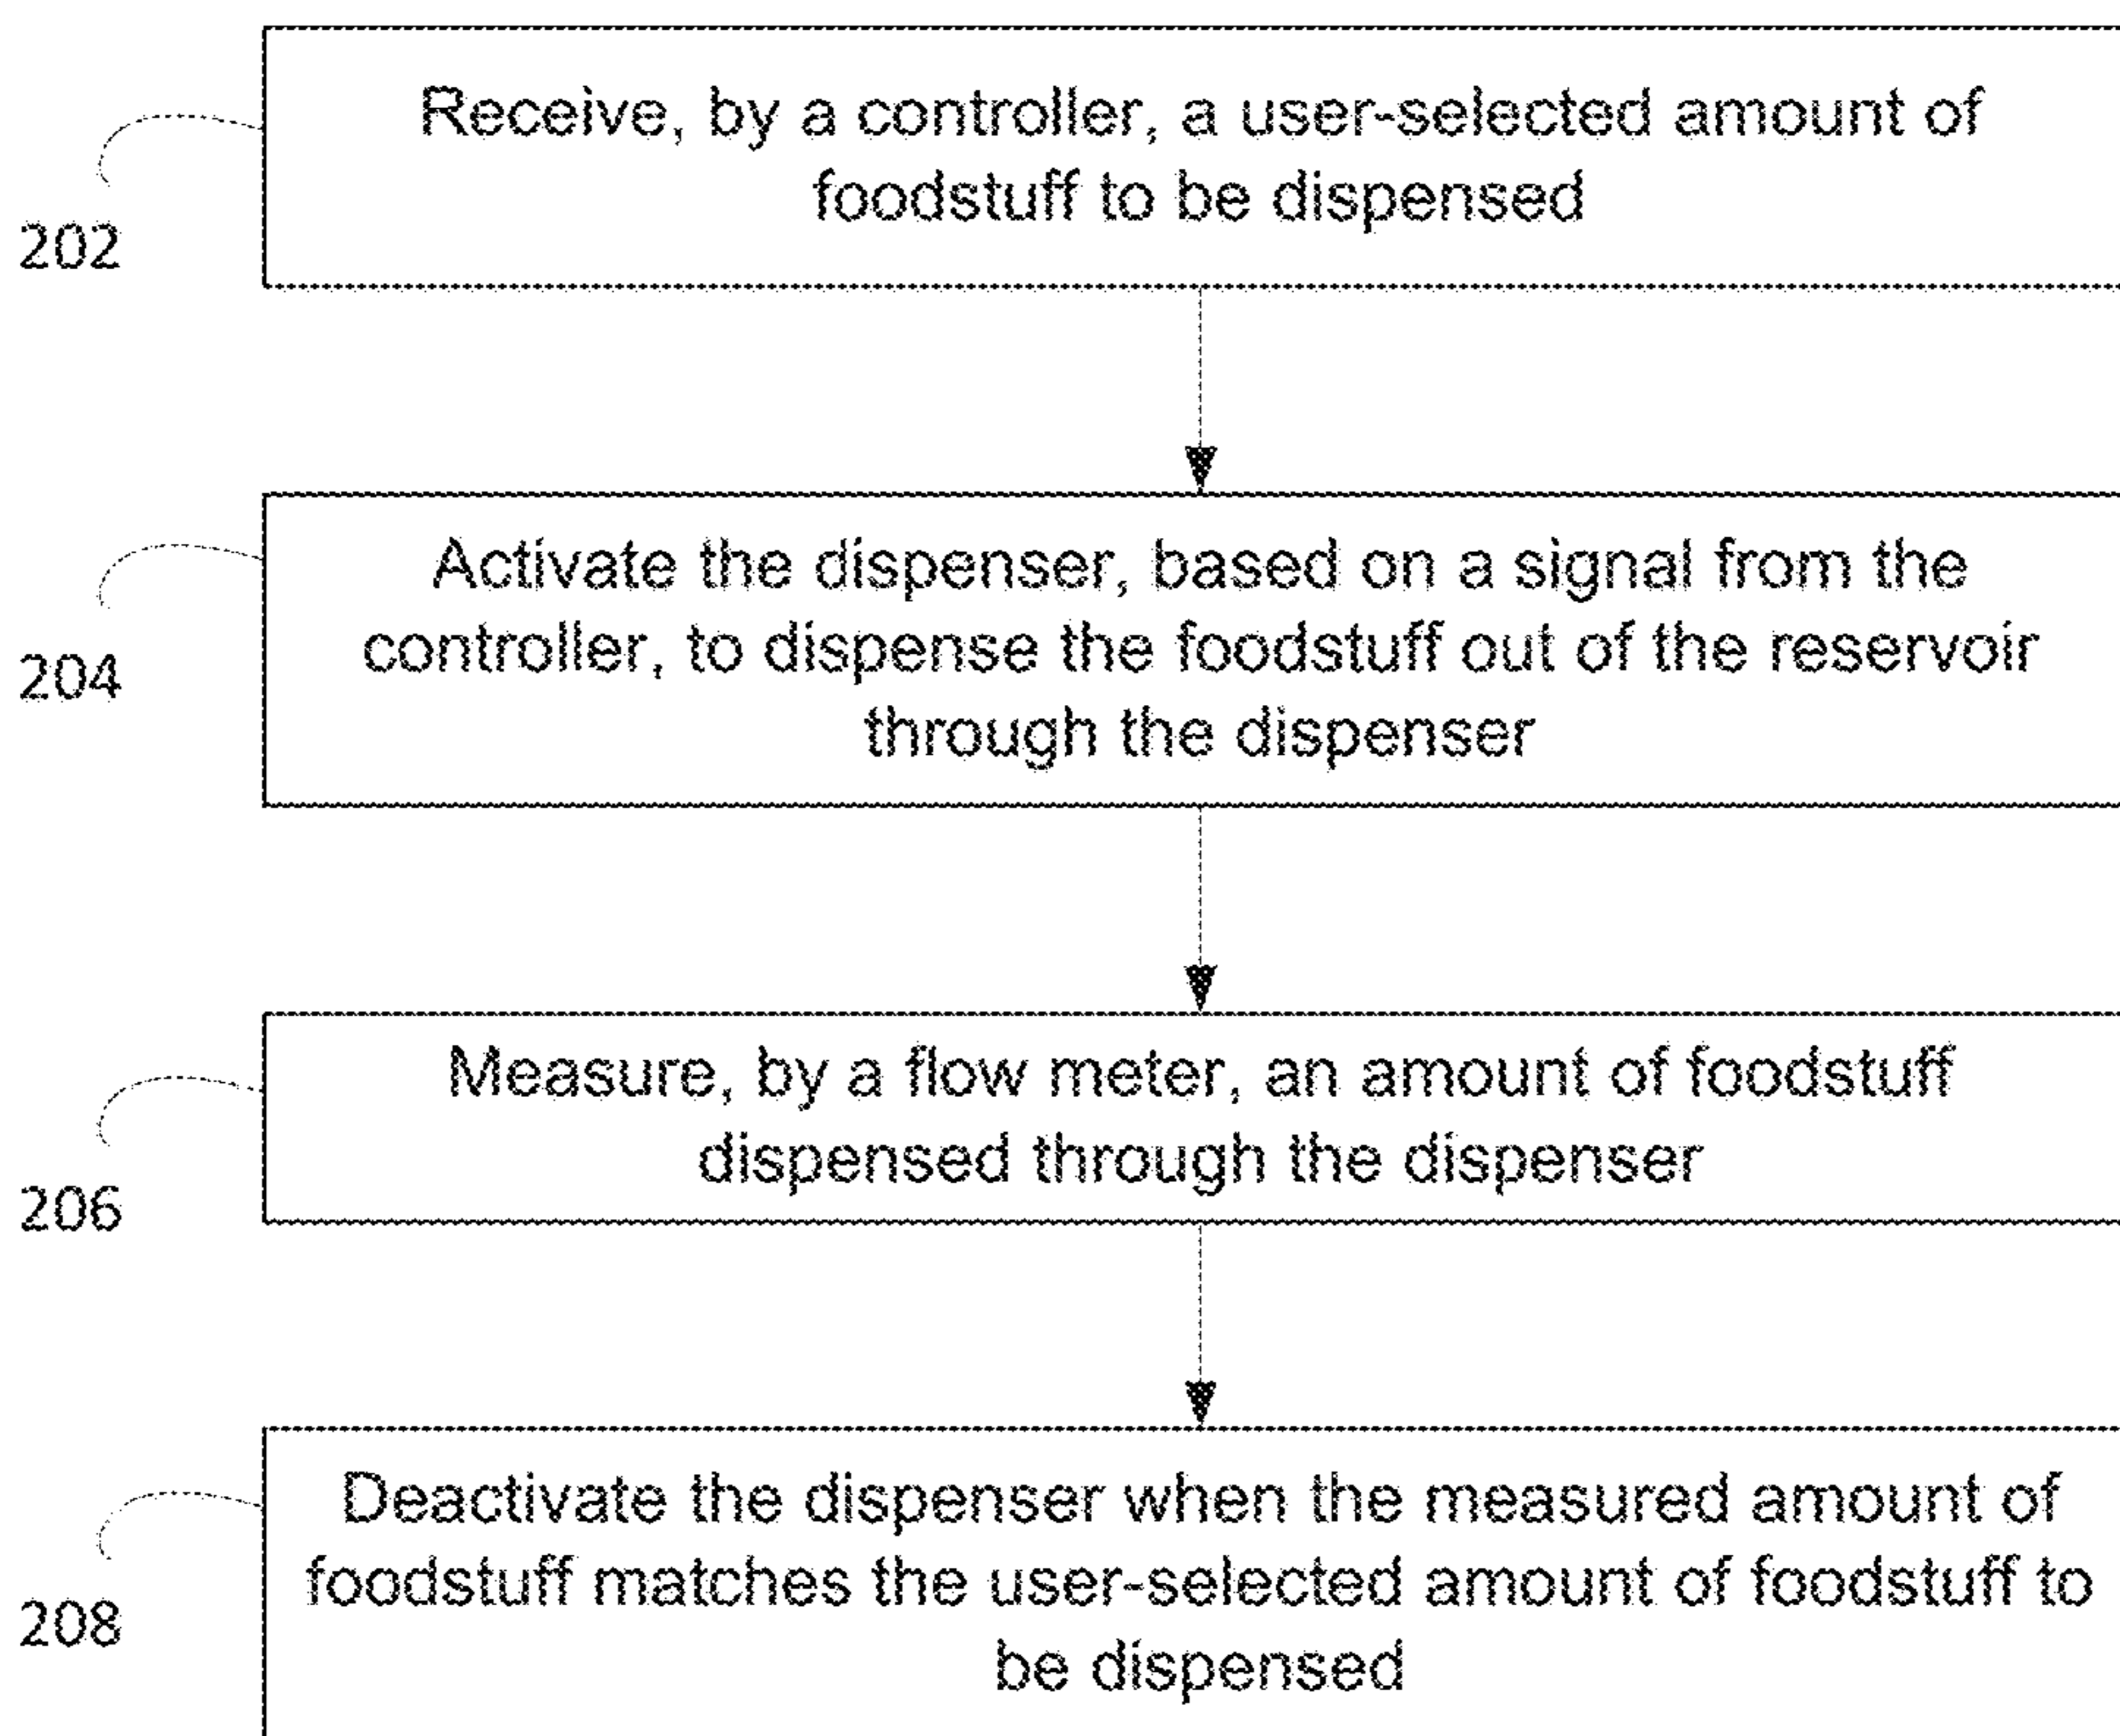 Receive, by a controller, a user-selected amount of
foodstuff to be dispensed
202
Activate the dispenser, based on a signal from the
controller, to dispense the foodstuff out of the reservoir
through the dispenser
204
Measure, by a flow meter, an amount of foodstuff
dispensed through the dispenser
206
Deactivate the dispenser when the measured amount of
foodstuff matches the user-selected amount of foodstuff to
be dispensed
208